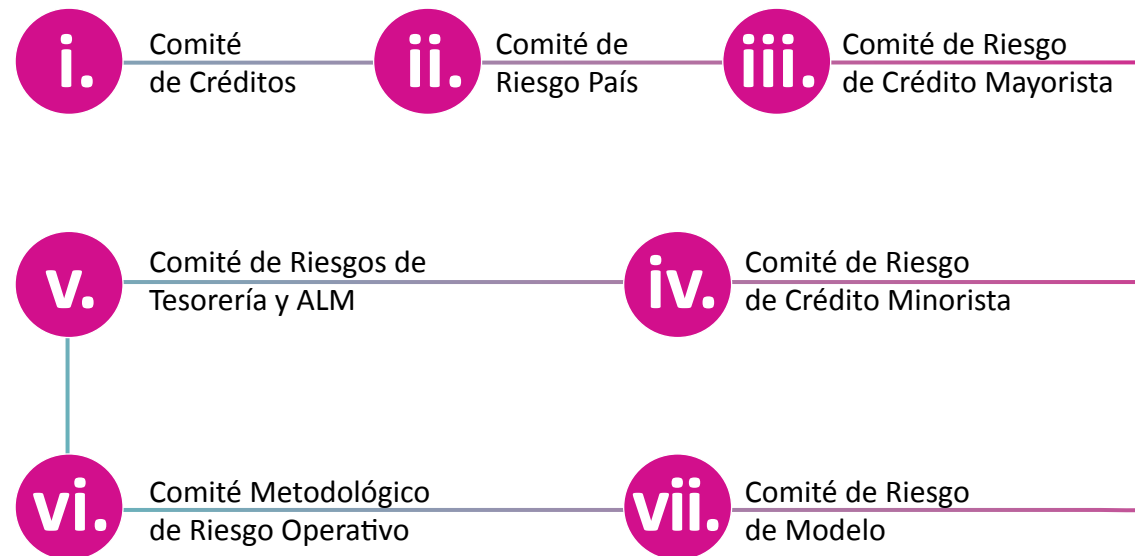 i.
Comité
de Créditos
ii.
Comité de
Riesgo País
iii.
Comité de Riesgo
de Crédito Mayorista
v.
Comité de Riesgos de
Tesorería y ALM
iv.
Comité de Riesgo
de Crédito Minorista
vi.
Comité Metodológico
de Riesgo Operativo
vii.
Comité de Riesgo
de Modelo